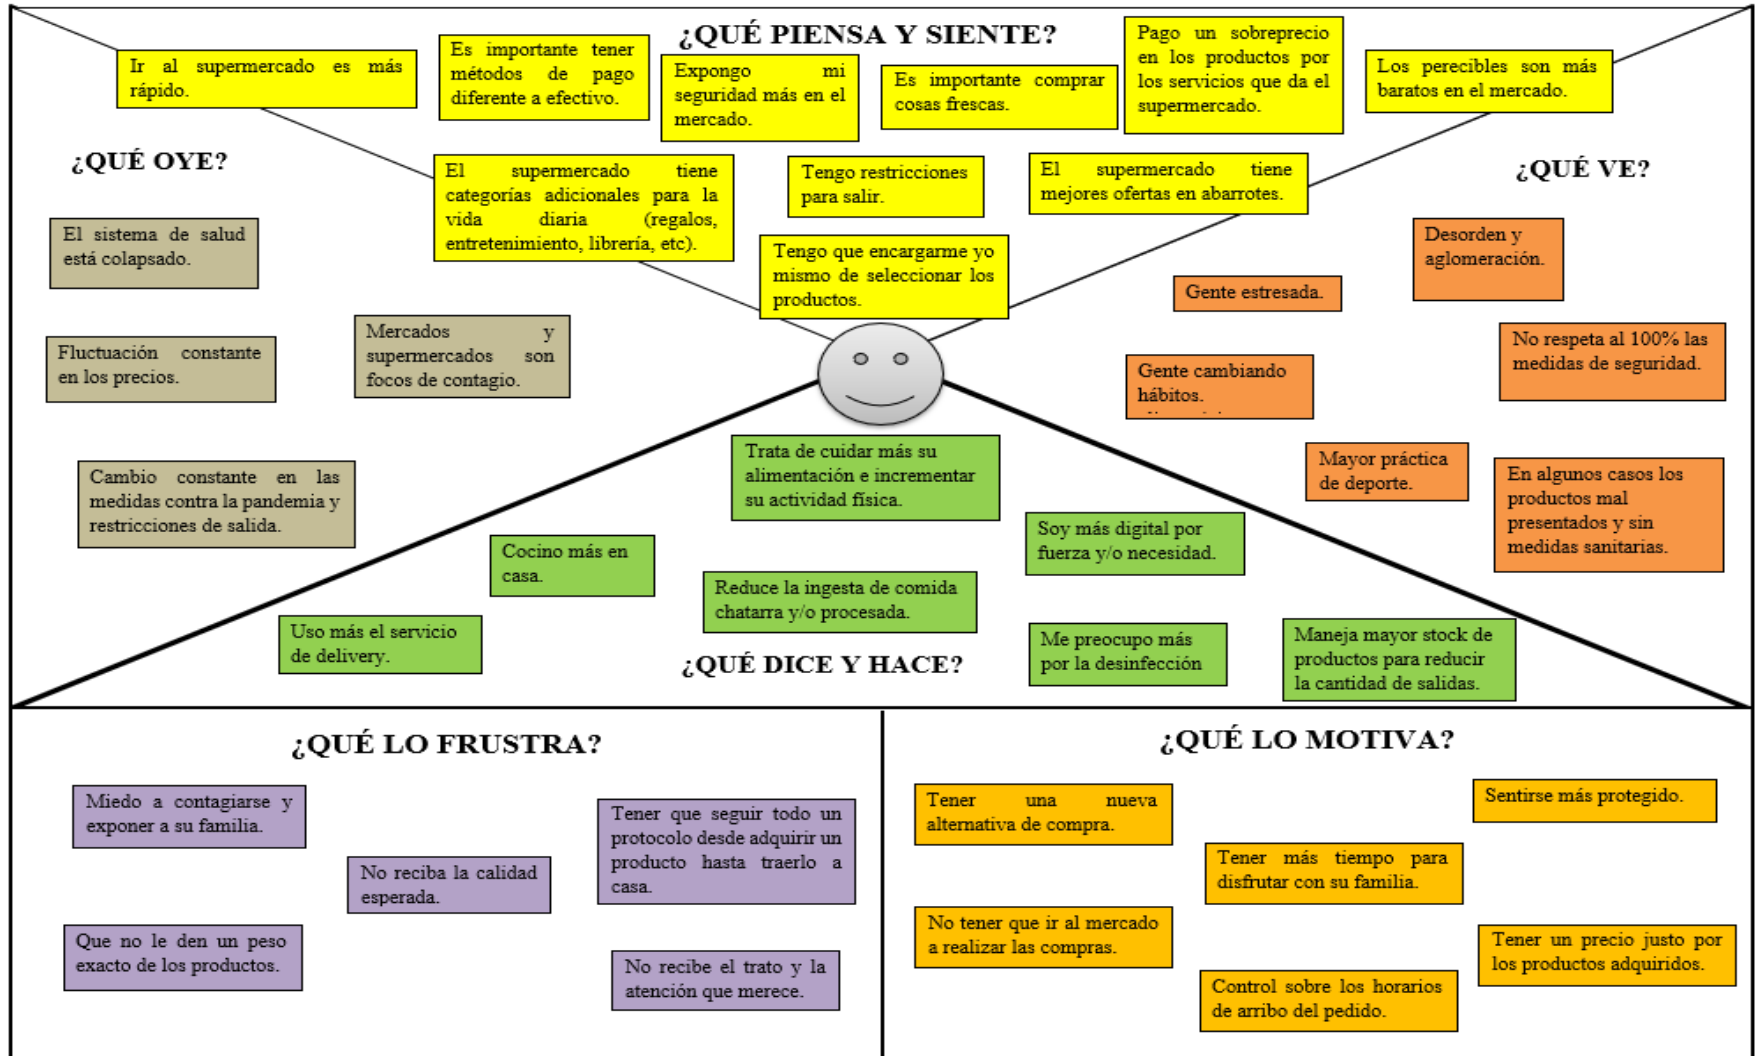 ¿QUÉ PIENSA Y SIENTE?
Ir al supermercado es más
rápido.
Es importante tener
métodos de pago
diferente a efectivo.
Expongo mi
seguridad más en el
mercado.
Es importante comprar
cosas frescas.
Pago un sobreprecio
en los productos por
los servicios que da el
supermercado.
Los perecibles son más
baratos en el mercado.
El supermercado tiene
categorías adicionales para la
vida diaria (regalos,
entretenimiento, librería, etc).
Tengo restricciones
para salir.
El supermercado tiene
mejores ofertas en abarrotes.
Tengo que encargarme yo
mismo de seleccionar los
productos.
¿QUÉ OYE?
El sistema de salud
está colapsado.
Fluctuación constante
en los precios.
Mercados y
supermercados son
focos de contagio.
Cambio constante en las
medidas contra la pandemia y
restricciones de salida.
¿QUÉ VE?
Desorden y
aglomeración.
Gente estresada.
No respeta al 100% las
medidas de seguridad.
Gente cambiando
hábitos.
Mayor práctica
de deporte.
En algunos casos los
productos mal
presentados y sin
medidas sanitarias.
Trata de cuidar más su
alimentación e incrementar
su actividad física.
Cocino más en
casa.
Soy más digital por
fuerza y/o necesidad.
Reduce la ingesta de comida
chatarra y/o procesada.
Uso más el servicio
de delivery.
Me preocupo más
por la desinfección
Maneja mayor stock de
productos para reducir
la cantidad de salidas.
¿QUÉ DICE Y HACE?
¿QUÉ LO FRUSTRA?
Miedo a contagiarse y
exponer a su familia.
Tener que seguir todo un
protocolo desde adquirir un
producto hasta traerlo a
casa.
No reciba la calidad
esperada.
Que no le den un peso
exacto de los productos.
No recibe el trato y la
atención que merece.
¿QUÉ LO MOTIVA?
Tener una nueva
alternativa de compra.
Sentirse más protegido.
Tener más tiempo para
disfrutar con su familia.
No tener que ir al mercado
a realizar las compras.
Tener un precio justo por
los productos adquiridos.
Control sobre los horarios
de arribo del pedido.